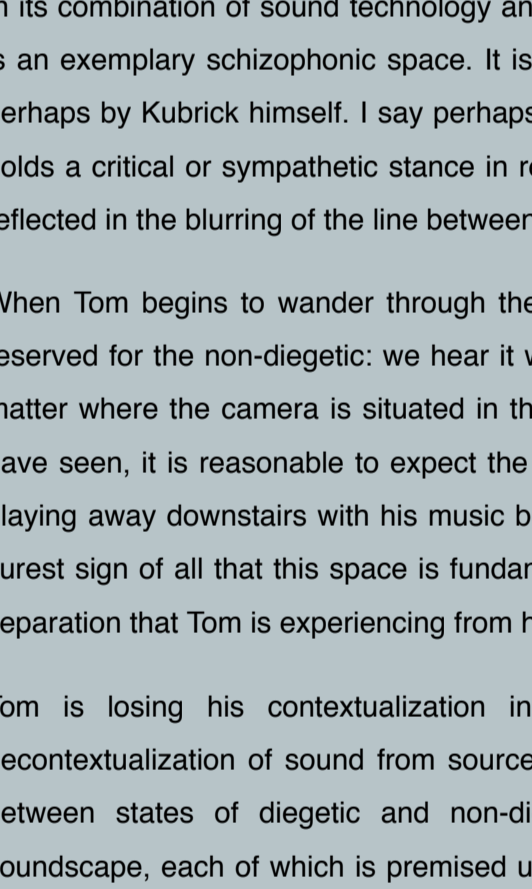 n its combination of sound technology an
s an exemplary schizophonic space. It is
erhaps by Kubrick himself. I say perhaps
olds a critical or sympathetic stance in re
eflected in the blurring of the line between
When Tom begins to wander through the
eserved for the non-diegetic: we hear it w
natter where the camera is situated in th
ave seen, it is reasonable to expect the
laying away downstairs with his music b
urest sign of all that this space is fundam
eparation that Tom is experiencing from h
Tom is losing his contextualization in
econtextualization of sound from source
etween states of diegetic and non-di
oundscape, each of which is premised u